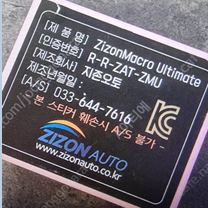 [제 품 명] ZizonMacro Ultimate
[인증번호] R-R-ZAT-ZMU
[제조회사] 지존오토
제조년월일 :
[A/S] 033-644-7616
본 스티커 훼손시 A/S 불가
ZIZON AUTO
www.zizonauto.co.kr